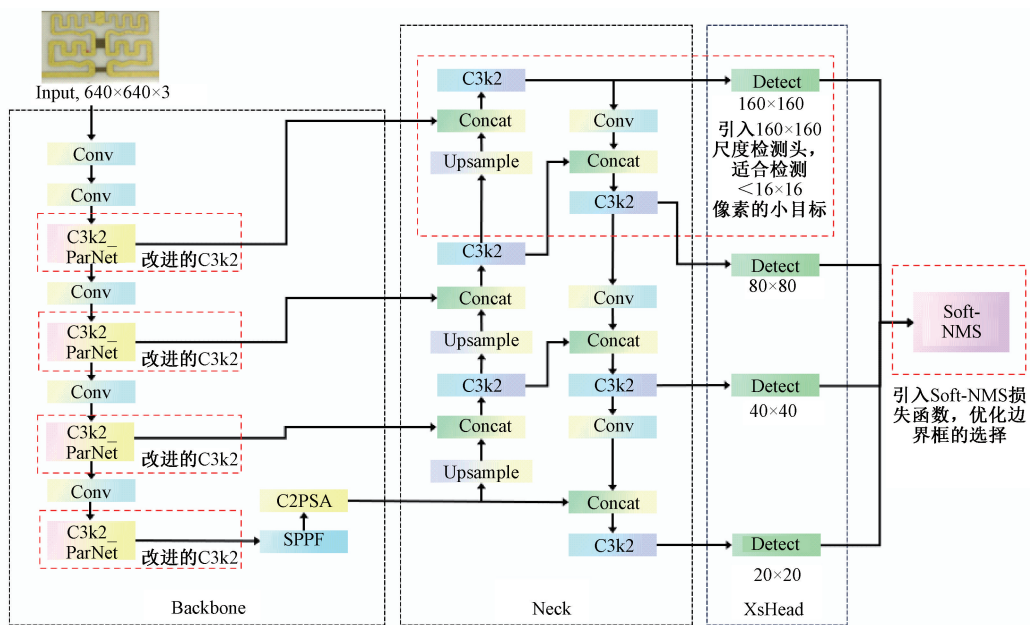 Input, 640×640×3
Conv
Conv
C3k2_
ParNet
改进的C3k2
Conv
C3k2_
ParNet
改进的C3k2
Conv
C3k2_
ParNet
改进的C3k2
Conv
C3k2_
ParNet
改进的C3k2
C2PSA
SPPF
Backbone
C3k2
Concat
Upsample
C3k2
Concat
Upsample
C3k2
Concat
Upsample
Conv
Concat
C3k2
Conv
Concat
C3k2
Conv
Concat
C3k2
Neck
Detect
160×160
引入160×160
尺度检测头，
适合检测
＜16×16
像素的小目标
Detect
80×80
Detect
40×40
Detect
20×20
XsHead
Soft-
NMS
引入Soft-NMS损
失函数，优化边
界框的选择